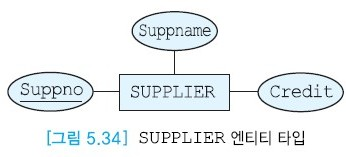 Suppname
Suppno SUPPLIER Credit
[그림 5.34] SUPPLIER 엔티티 타입